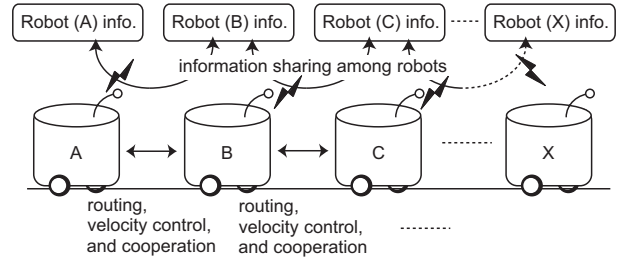 Robot (A) info. Robot (B) info. Robot (C) info. Robot (X) info.
information sharing among robots
A B C X
routing,
velocity control,
and cooperation
routing,
velocity control,
and cooperation